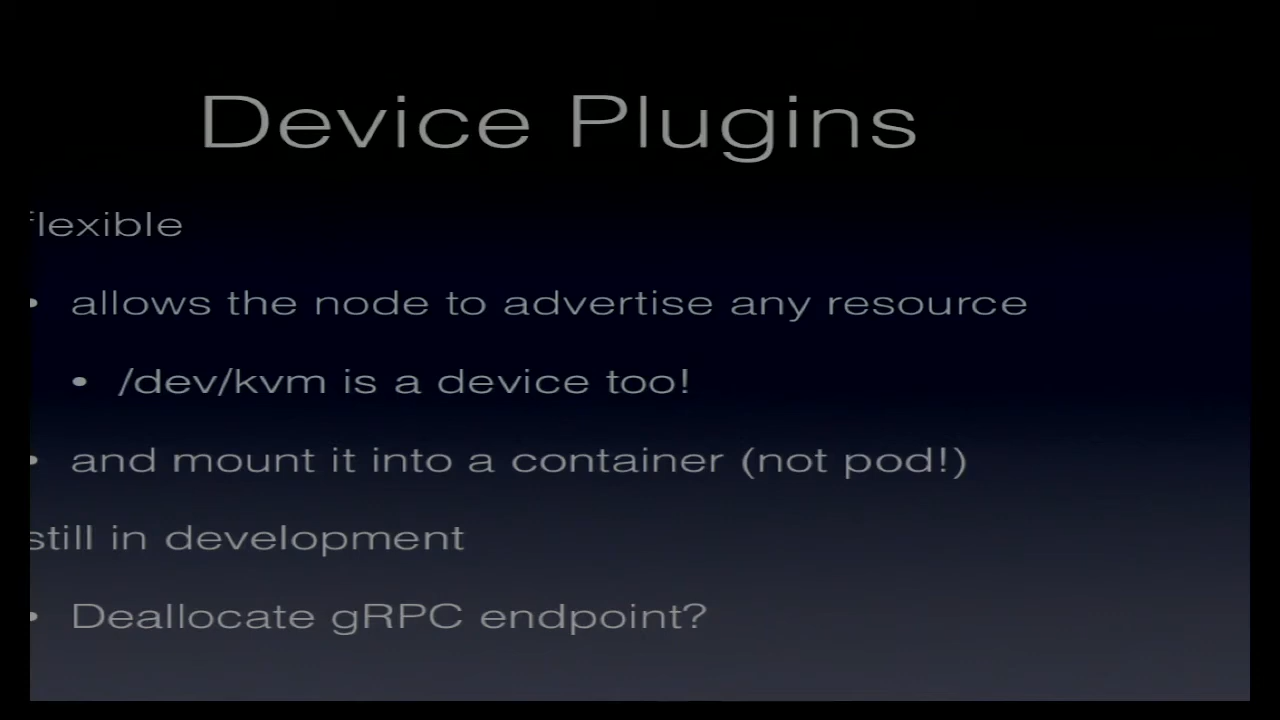 Device Plugins
flexible
• allows the node to advertise any resource
• /dev/kvm is a device too!
• and mount it into a container (not pod!)
still in development
• Deallocate gRPC endpoint?